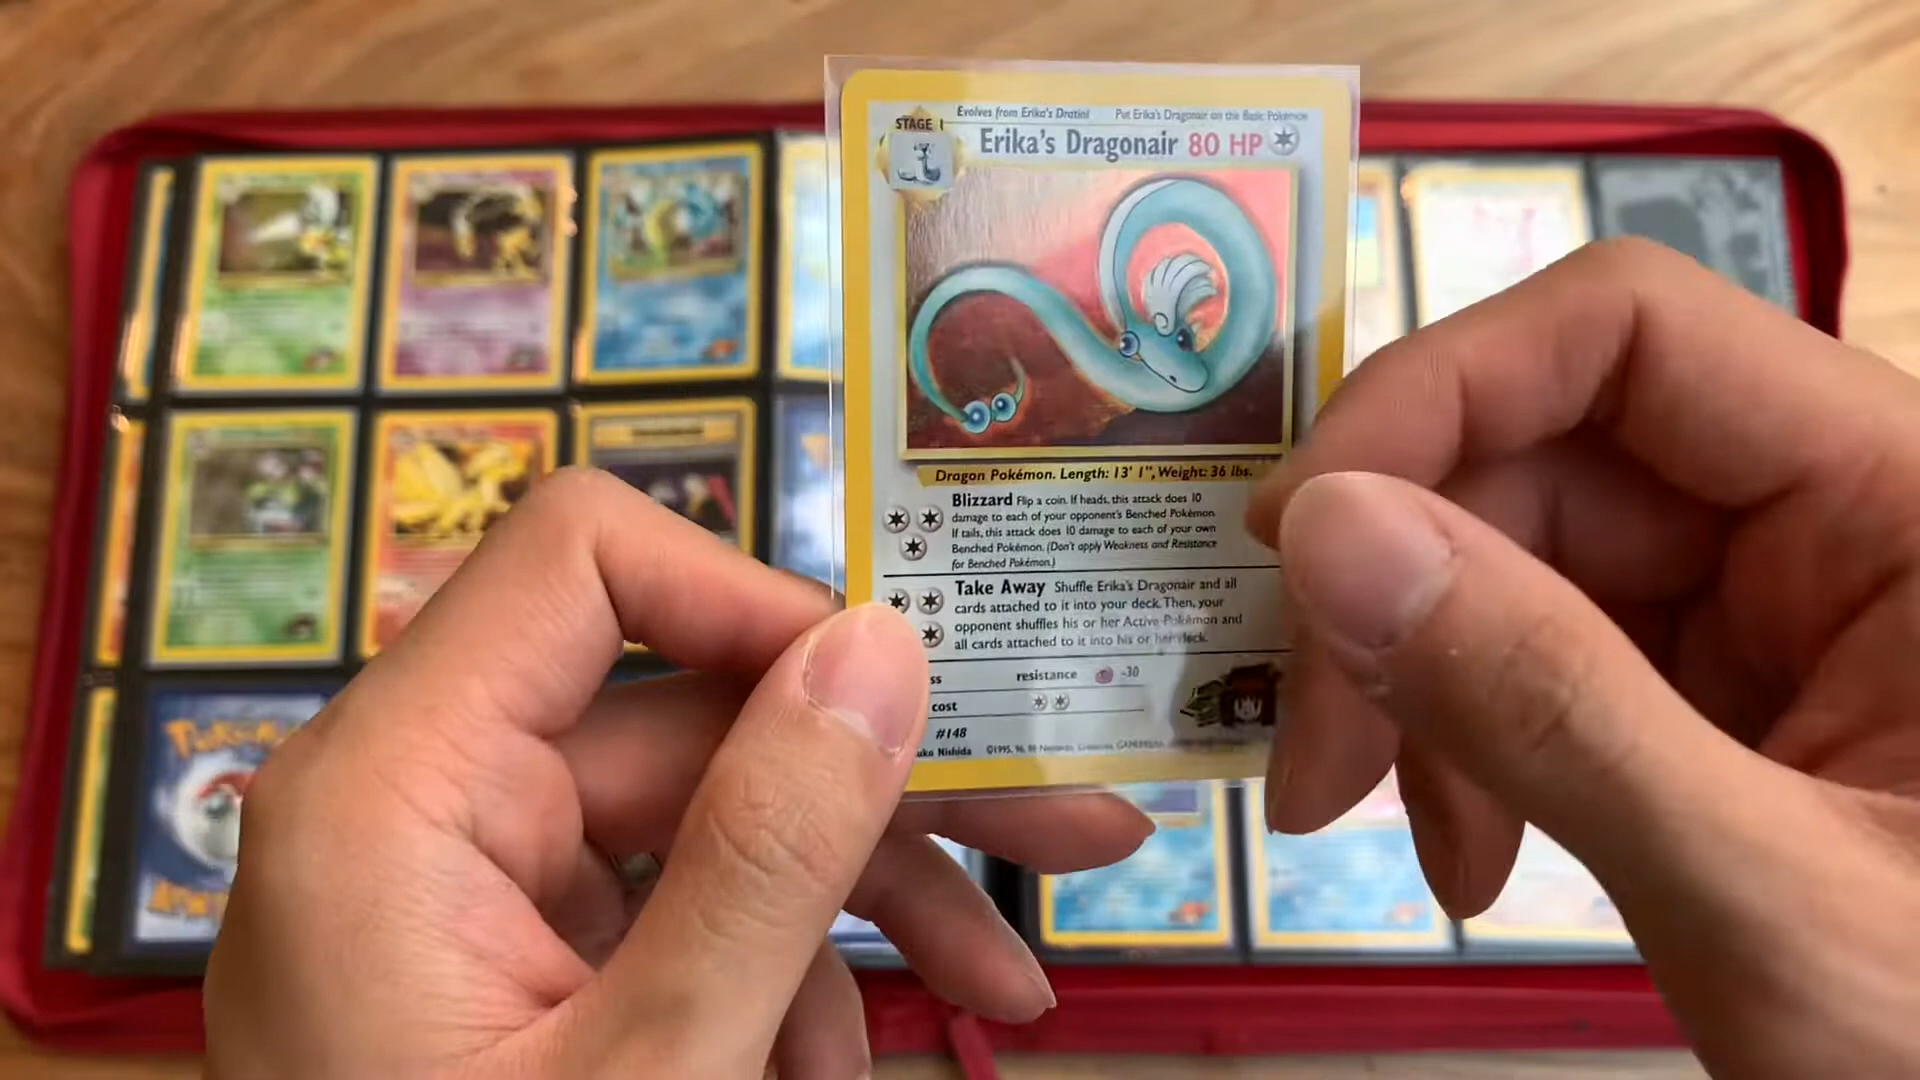 Evolves from Erika's Dratini Put Erika's Dragonair on the Basic Pokémon
STAGE 1
Erika's Dragonair 80 HP
Dragon Pokémon. Length: 13' 1", Weight: 36 lbs.
Blizzard Flip a coin. If heads, this attack does 10
damage to each of your opponent's Benched Pokémon.
If tails, this attack does 10 damage to each of your own
Benched Pokémon. (Don't apply Weakness and Resistance
for Benched Pokémon.)
Take Away Shuffle Erika's Dragonair and all
cards attached to it into your deck. Then, your
opponent shuffles his or her Active Pokémon and
all cards attached to it into his or her deck.
ss resistance -30
cost
#148
uko Nishida ©1995, 96, 98 Nintendo, Creatures, GAMEFREAK